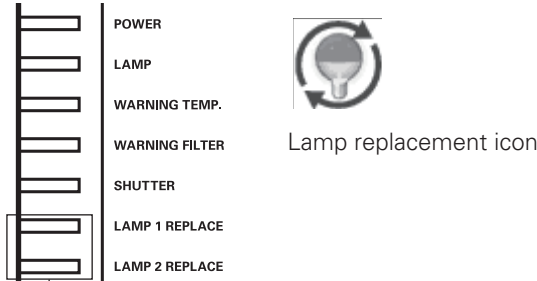 POWER
LAMP
WARNING TEMP.
WARNING FILTER
SHUTTER
LAMP 1 REPLACE
LAMP 2 REPLACE
Lamp replacement icon